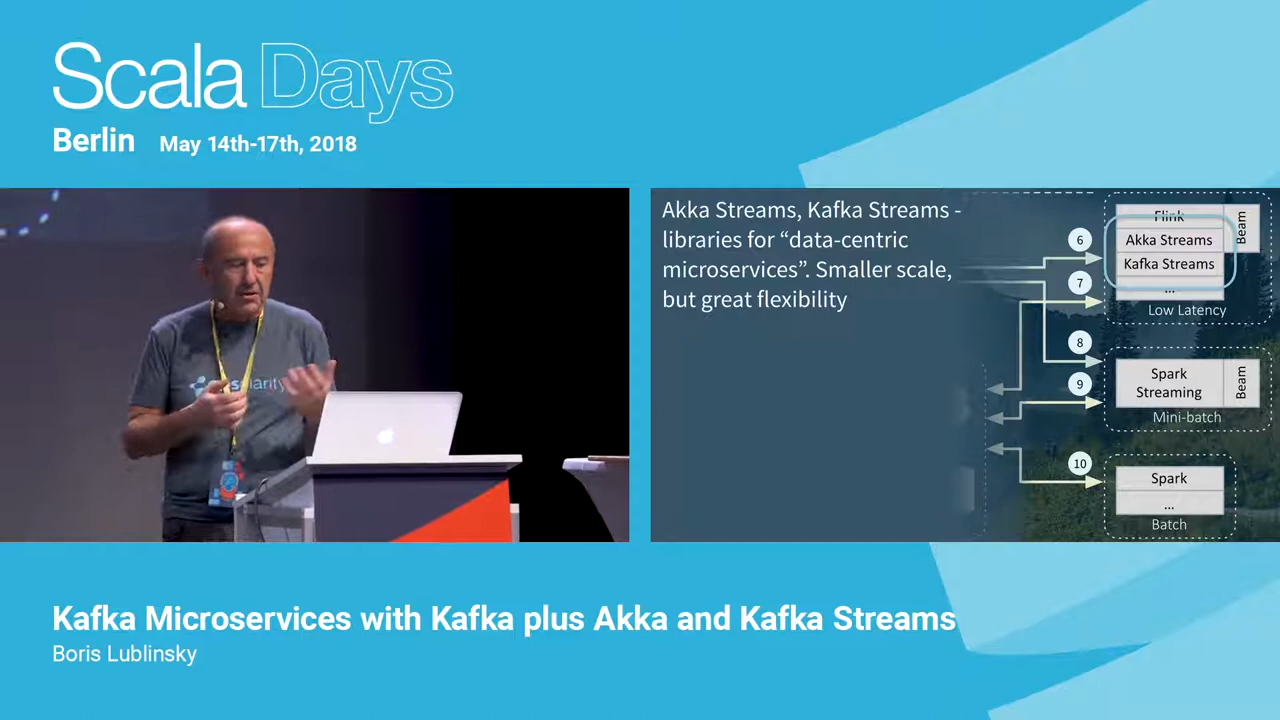 Scala Days
Berlin May 14th-17th, 2018
Akka Streams, Kafka Streams -
libraries for “data-centric
microservices”. Smaller scale,
but great flexibility
Flink
Akka Streams
Kafka Streams
...
Beam
Low Latency
6
7
8
9
Spark
Streaming
Beam
Mini-batch
10
Spark
...
Batch
Kafka Microservices with Kafka plus Akka and Kafka Streams
Boris Lublinsky